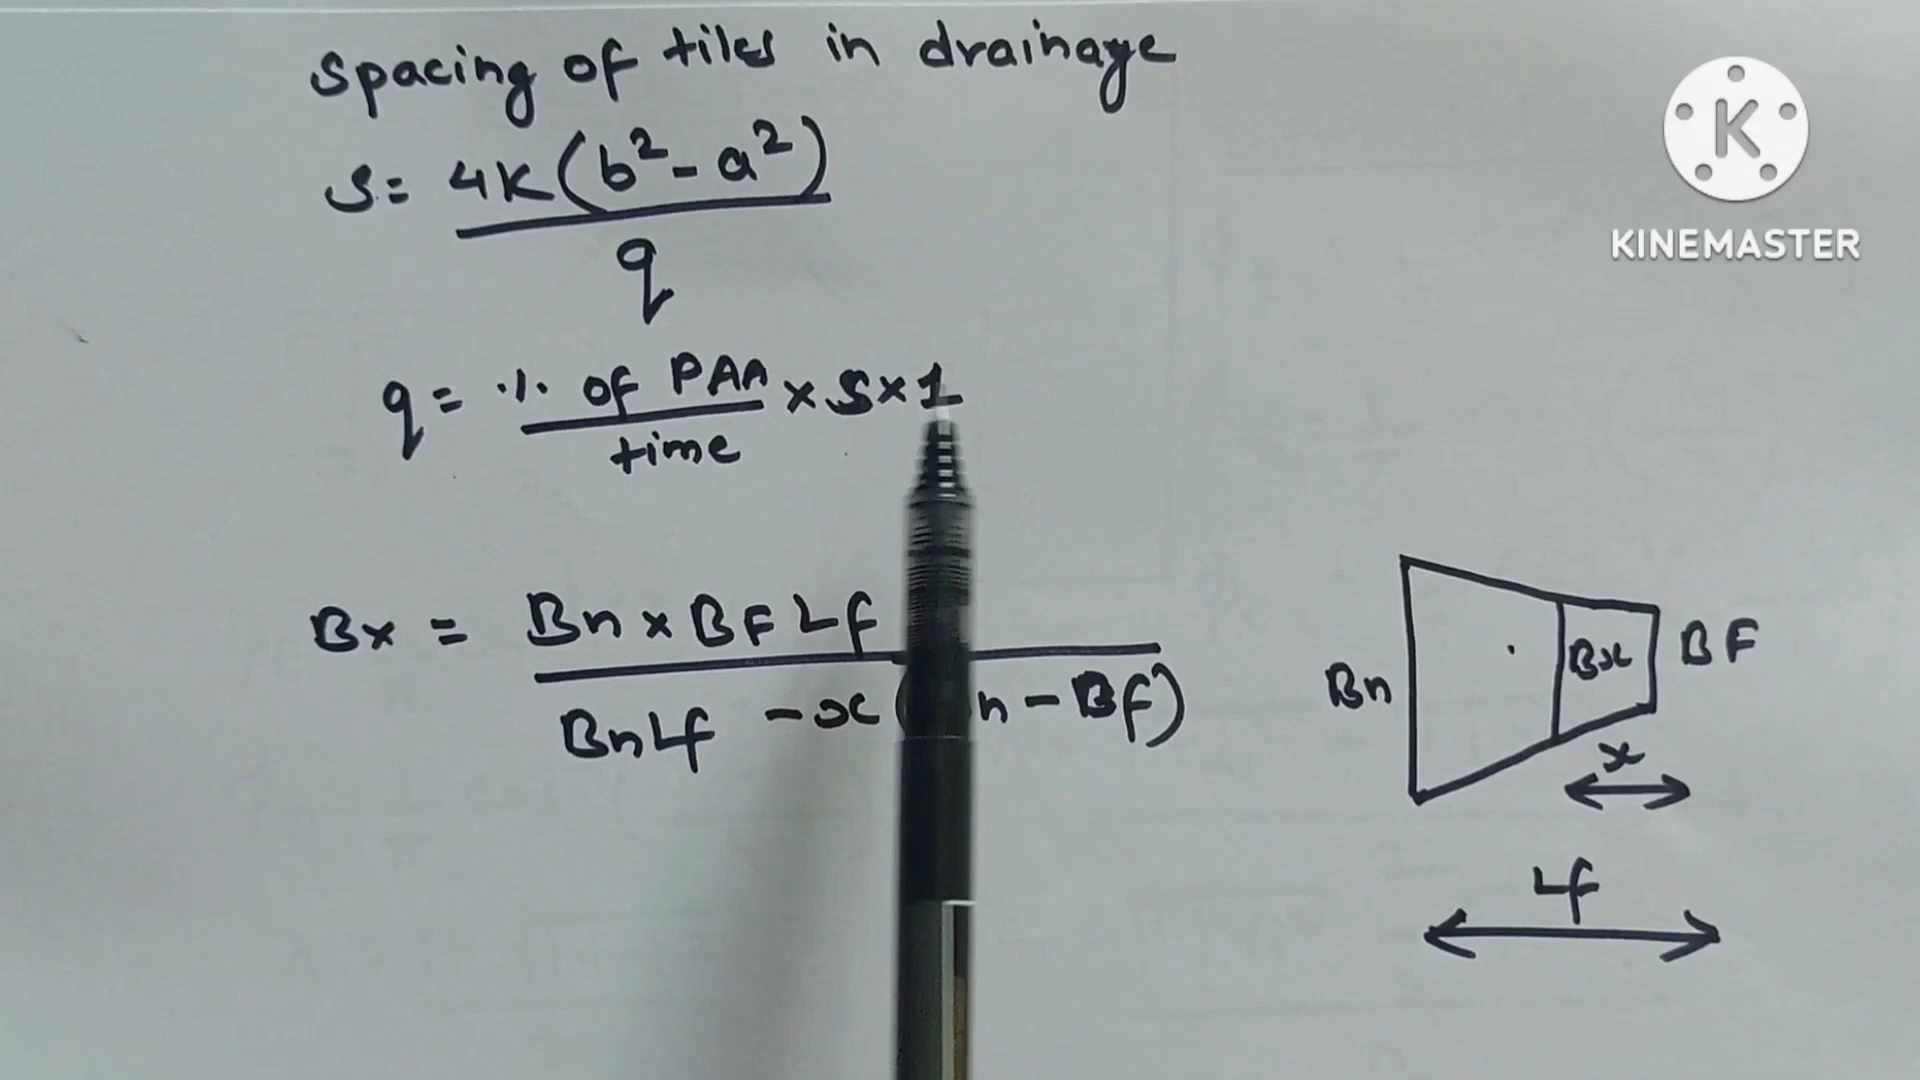 spacing of tiles in drainage
K
KINEMASTER
S = 4K(b² - a²)
q
q = % of PAA × S × 1
time
Bx = Bn × BF Lf
BnLf - x( n - Bf)
Bn
Bx
BF
x
Lf